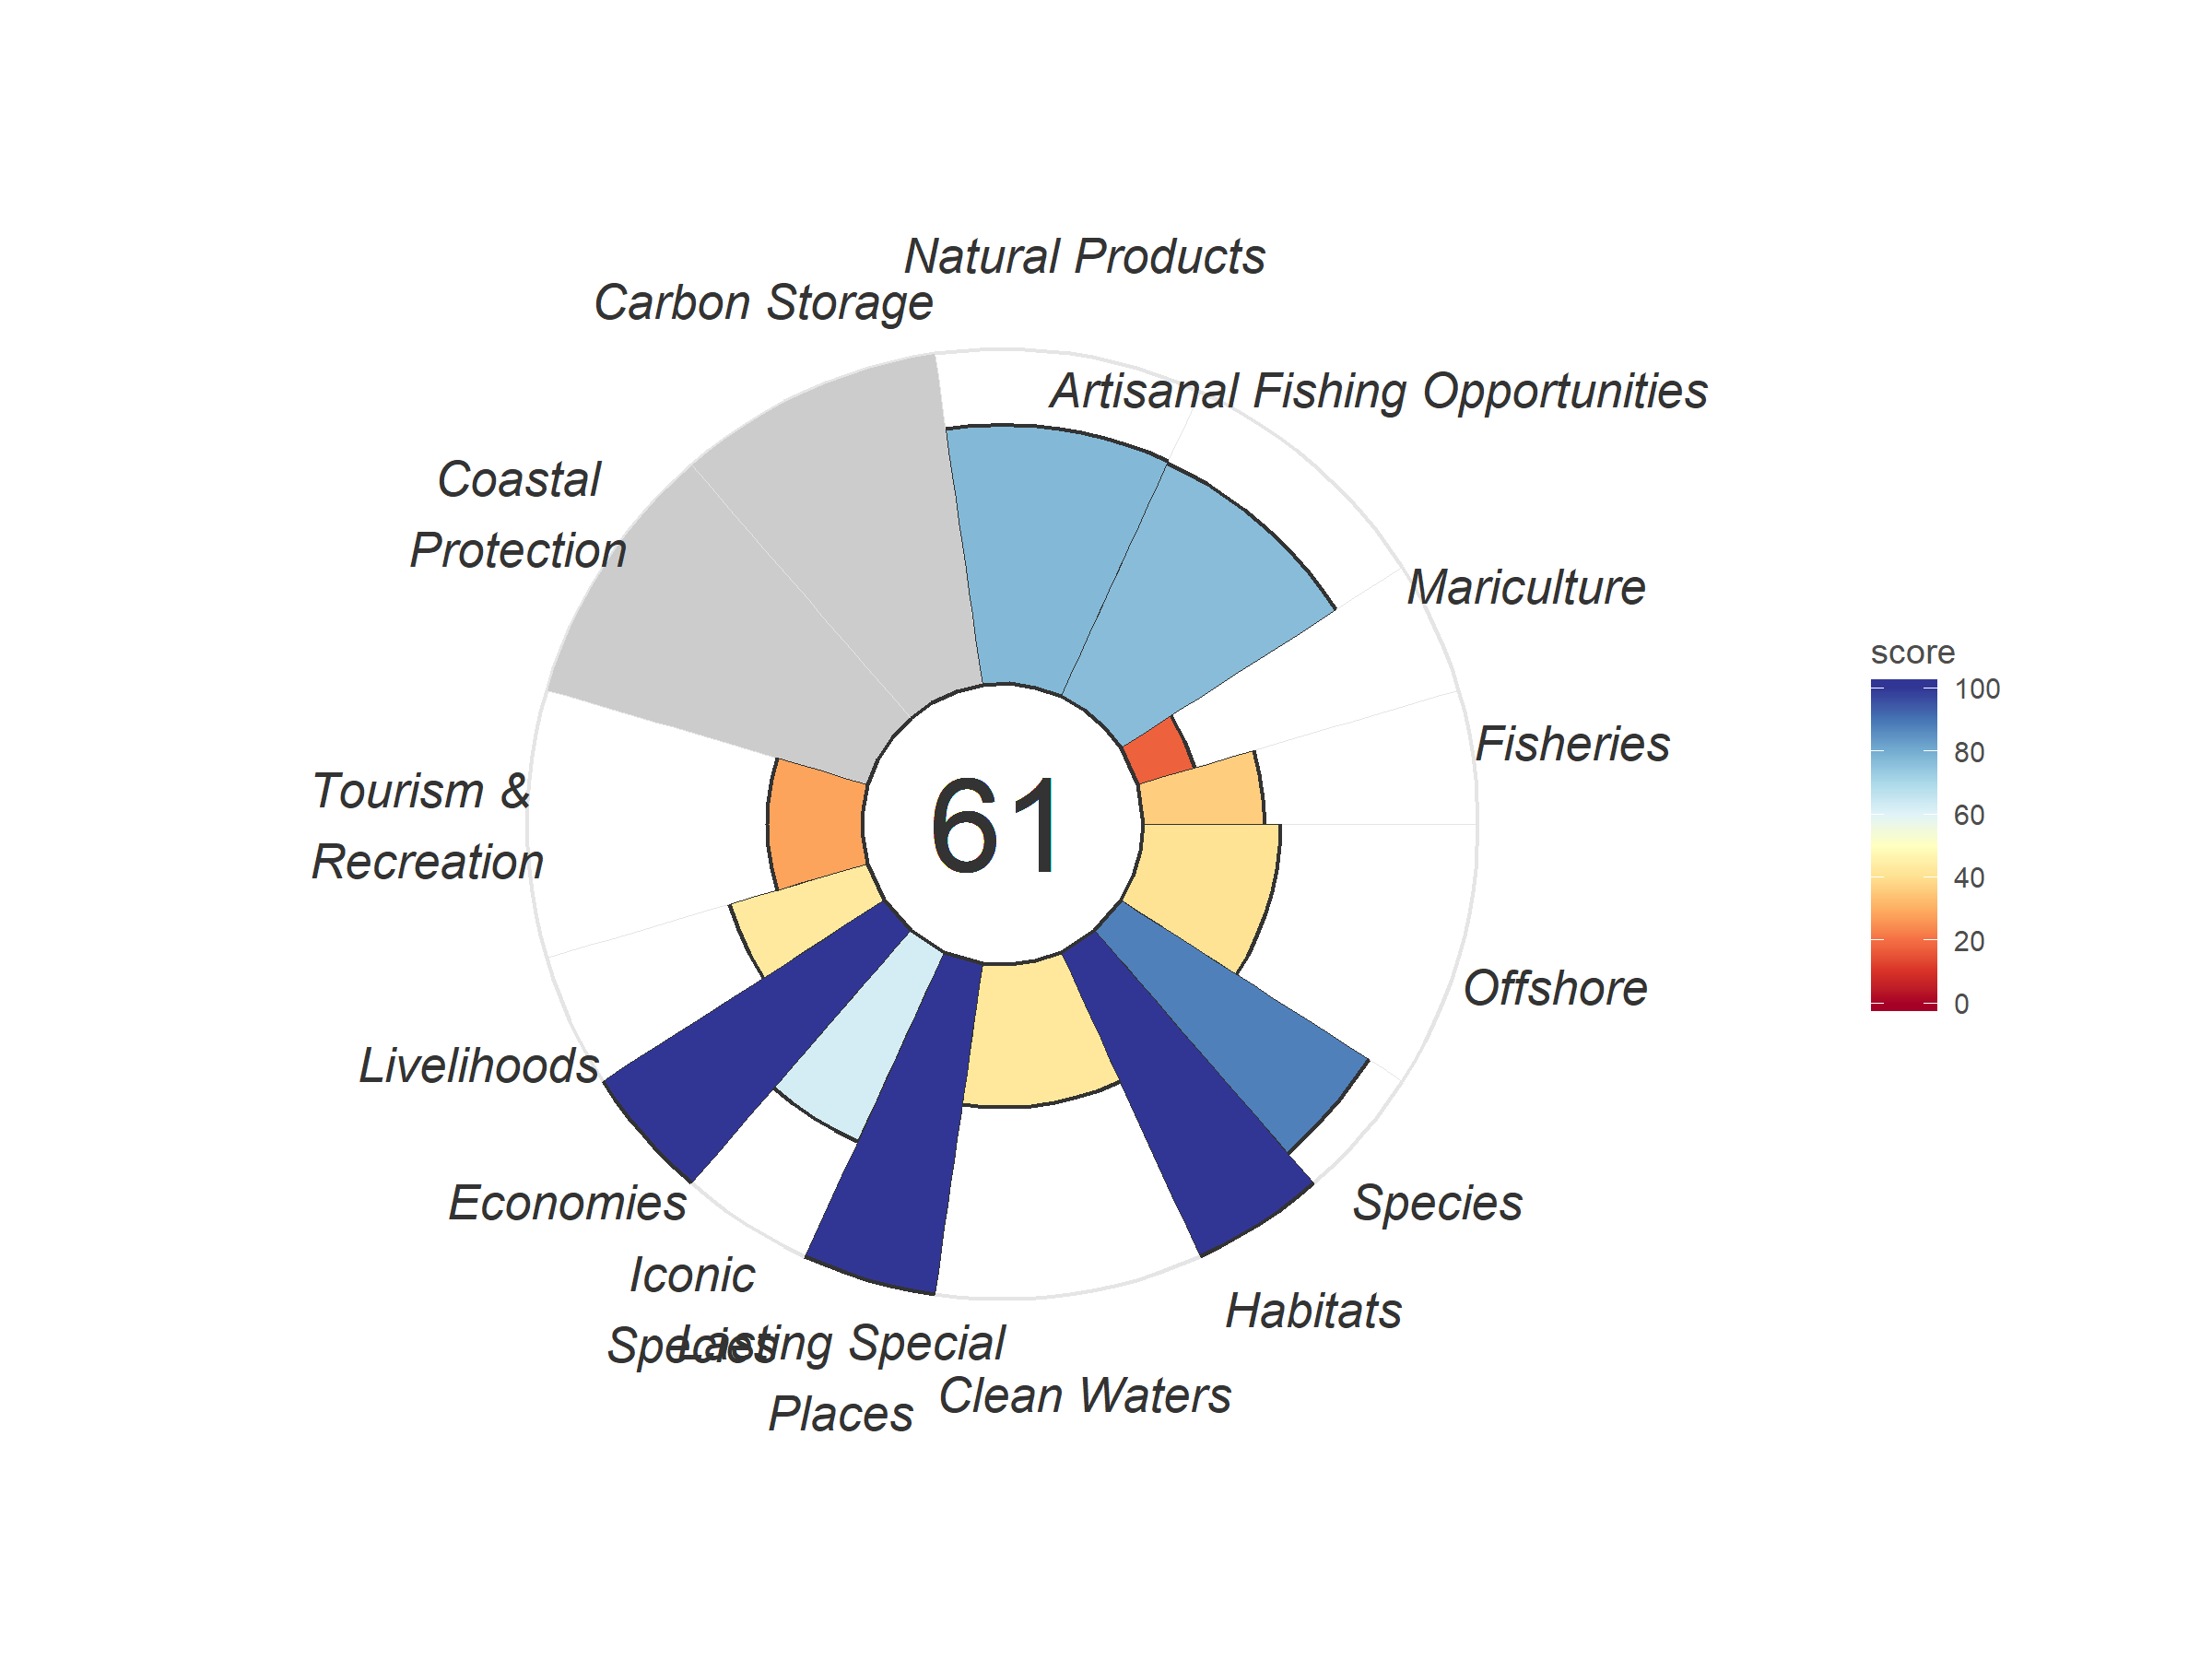 Natural Products
Carbon Storage
Artisanal Fishing Opportunities
Coastal
Protection
Mariculture
Fisheries
Tourism &
Recreation
61
Offshore
Livelihoods
Economies
Species
Iconic
Species
Habitats
Lasting Special
Places
Clean Waters
score
100
80
60
40
20
0